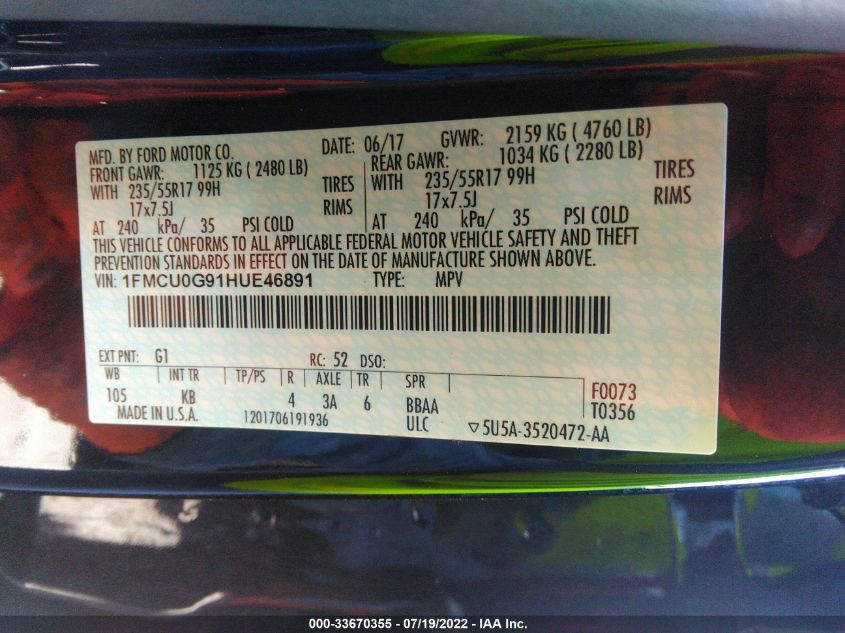 MFD. BY FORD MOTOR CO. DATE: 06/17 GVWR: 2159 KG ( 4760 LB)
FRONT GAWR: 1125 KG ( 2480 LB) REAR GAWR: 1034 KG ( 2280 LB)
WITH 235/55R17 99H TIRES WITH 235/55R17 99H TIRES
17x7.5J RIMS 17x7.5J RIMS
AT 240 kPa/ 35 PSI COLD AT 240 kPa/ 35 PSI COLD
THIS VEHICLE CONFORMS TO ALL APPLICABLE FEDERAL MOTOR VEHICLE SAFETY AND THEFT
PREVENTION STANDARDS IN EFFECT ON THE DATE OF MANUFACTURE SHOWN ABOVE.
VIN: 1FMCU0G91HUE46891 TYPE: MPV
EXT PNT: G1 RC: 52 DSO:
WB INT TR TP/PS R AXLE TR SPR F0073
105 KB 4 3A 6 BBAA T0356
MADE IN U.S.A. 1201706191936 ULC ▽5U5A-3520472-AA
000-33670355 - 07/19/2022 - IAA Inc.